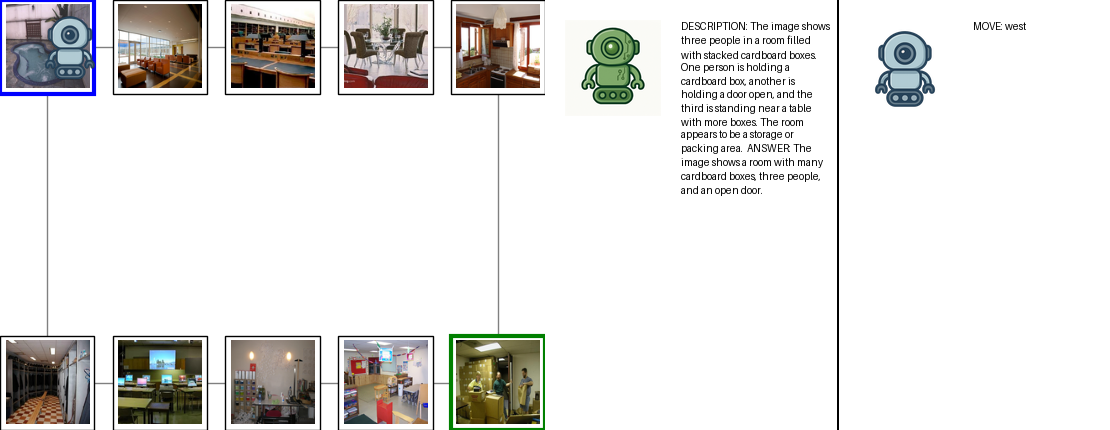 DESCRIPTION: The image shows
three people in a room filled
with stacked cardboard boxes.
One person is holding a
cardboard box, another is
holding a door open, and the
third is standing near a table
with more boxes. The room
appears to be a storage or
packing area.  ANSWER: The
image shows a room with many
cardboard boxes, three people,
and an open door.
MOVE: west